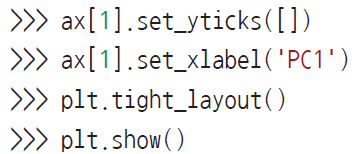 >>> ax[1].set_yticks([])
>>> ax[1].set_xlabel('PC1')
>>> plt.tight_layout()
>>> plt.show()